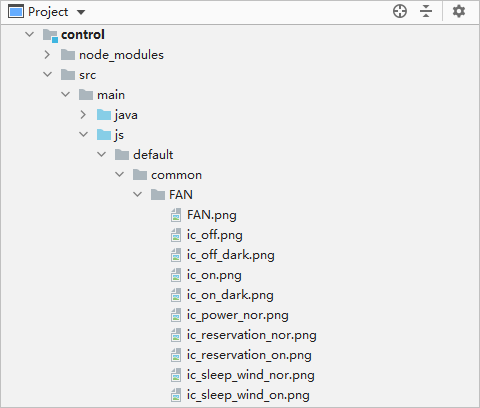 Project
control
node_modules
src
main
java
js
default
common
FAN
FAN.png
ic_off.png
ic_off_dark.png
ic_on.png
ic_on_dark.png
ic_power_nor.png
ic_reservation_nor.png
ic_reservation_on.png
ic_sleep_wind_nor.png
ic_sleep_wind_on.png